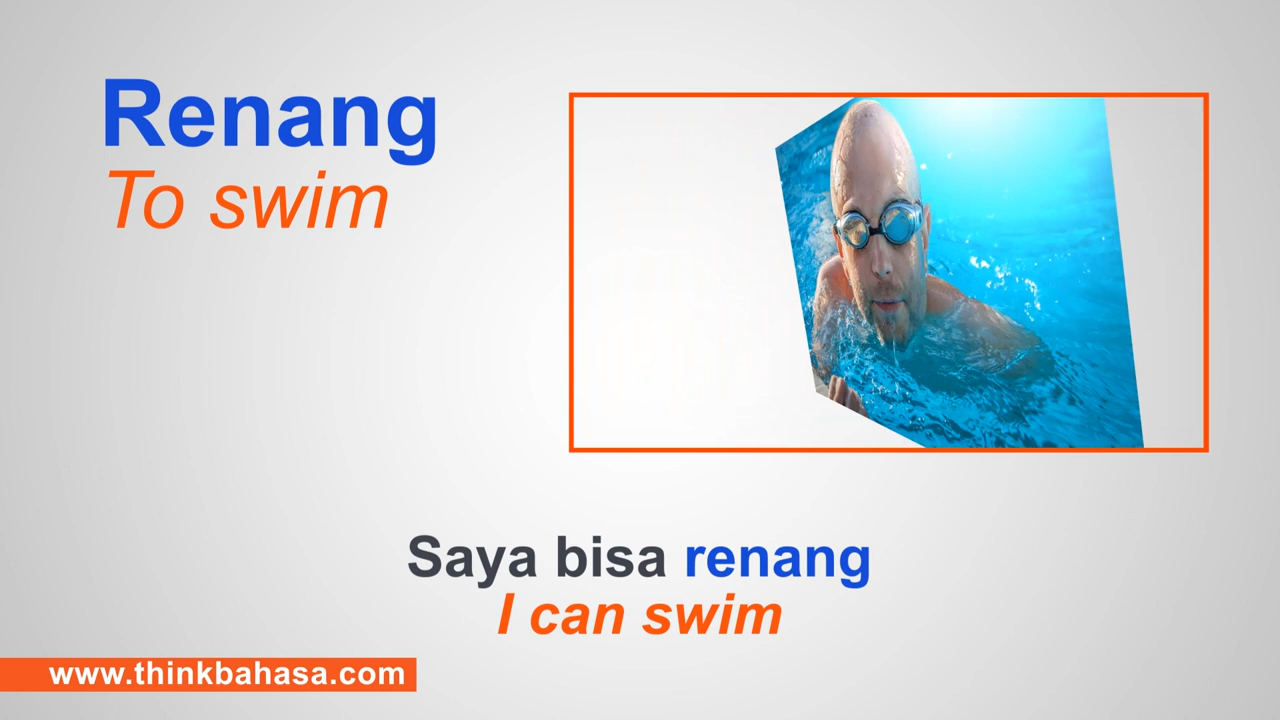 Renang
To swim
Saya bisa renang
I can swim
www.thinkbahasa.com